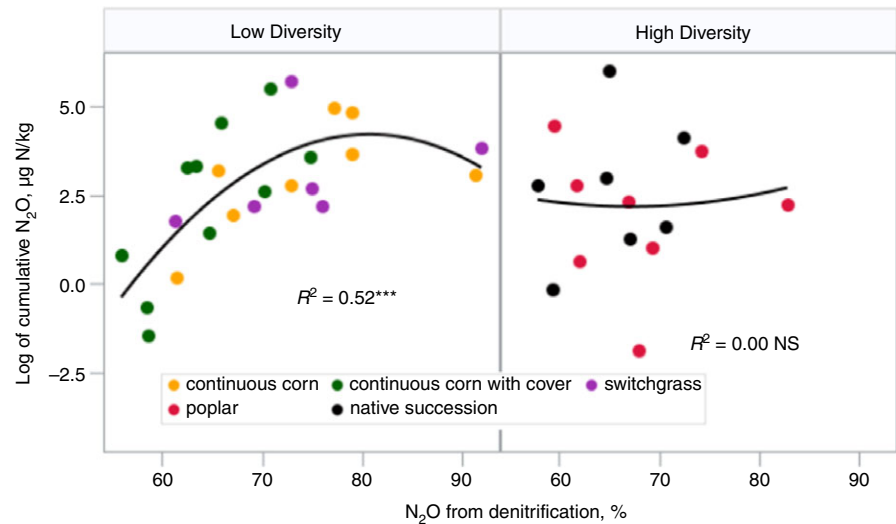 Low Diversity
High Diversity
Log of cumulative N₂O, µg N/kg
5.0
2.5
0.0
−2.5
R² = 0.52***
R² = 0.00 NS
continuous corn
continuous corn with cover
switchgrass
poplar
native succession
60 70 80 90
60 70 80 90
N₂O from denitrification, %